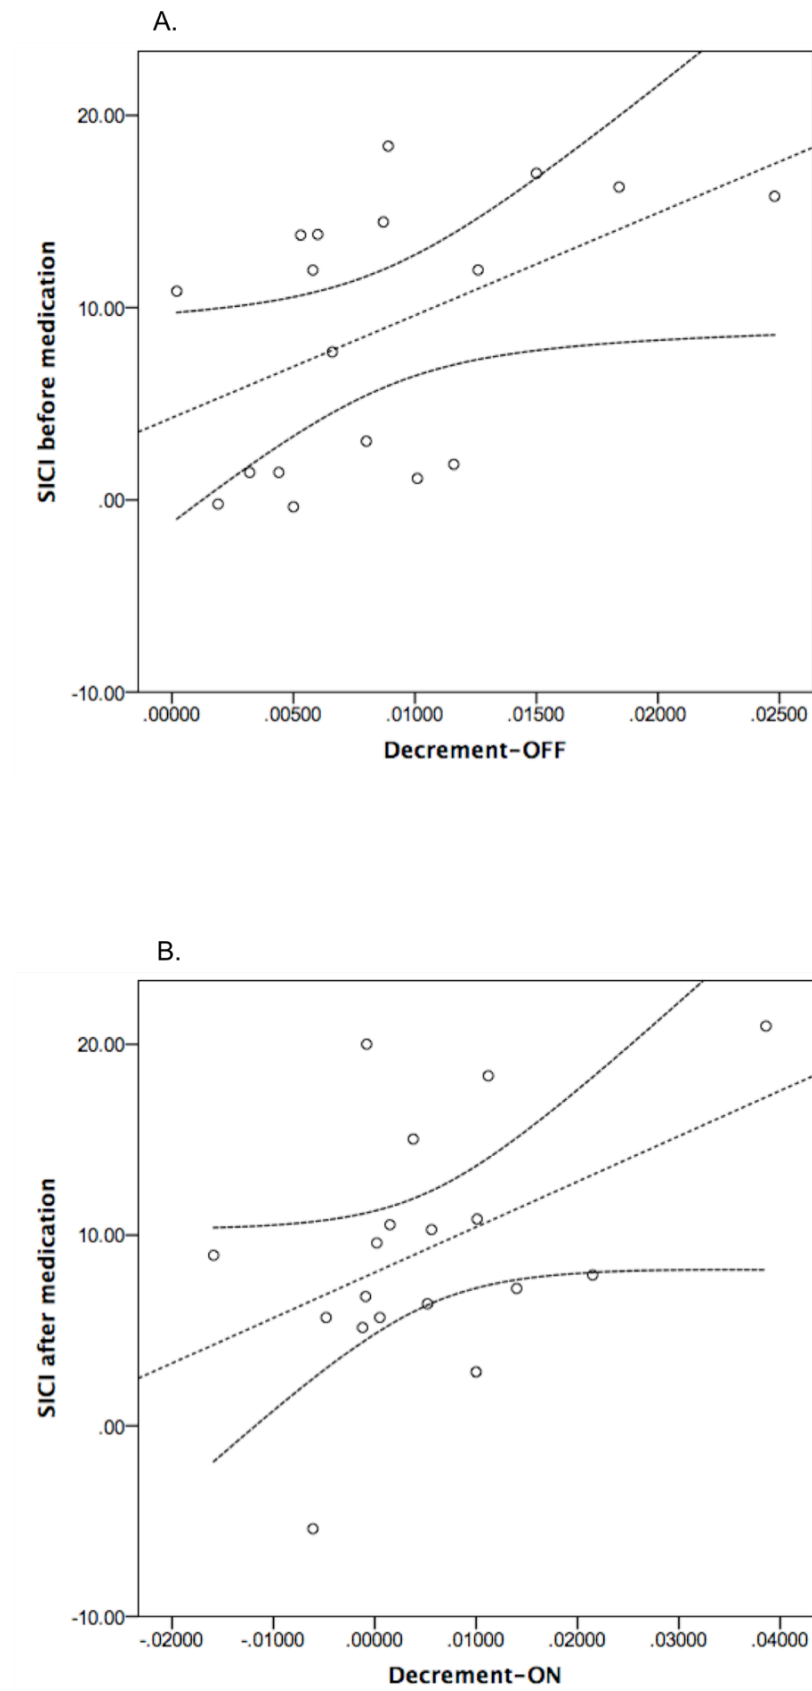 A.
20.00
10.00
.00
-10.00
SICI before medication
.00000 .00500 .01000 .01500 .02000 .02500
Decrement-OFF
B.
20.00
10.00
.00
-10.00
SICI after medication
-.02000 -.01000 .00000 .01000 .02000 .03000 .04000
Decrement-ON